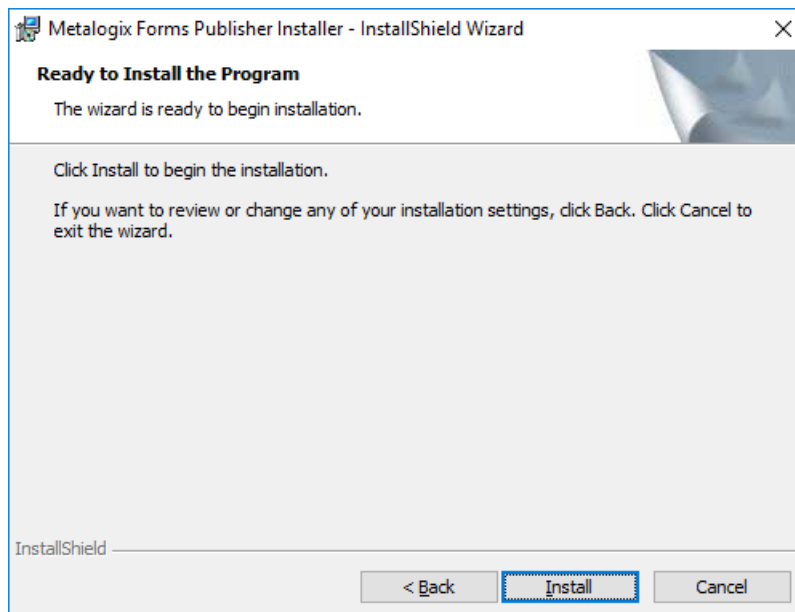 Metalogix Forms Publisher Installer - InstallShield Wizard
Ready to Install the Program
The wizard is ready to begin installation.
Click Install to begin the installation.
If you want to review or change any of your installation settings, click Back. Click Cancel to
exit the wizard.
InstallShield
< Back
Install
Cancel